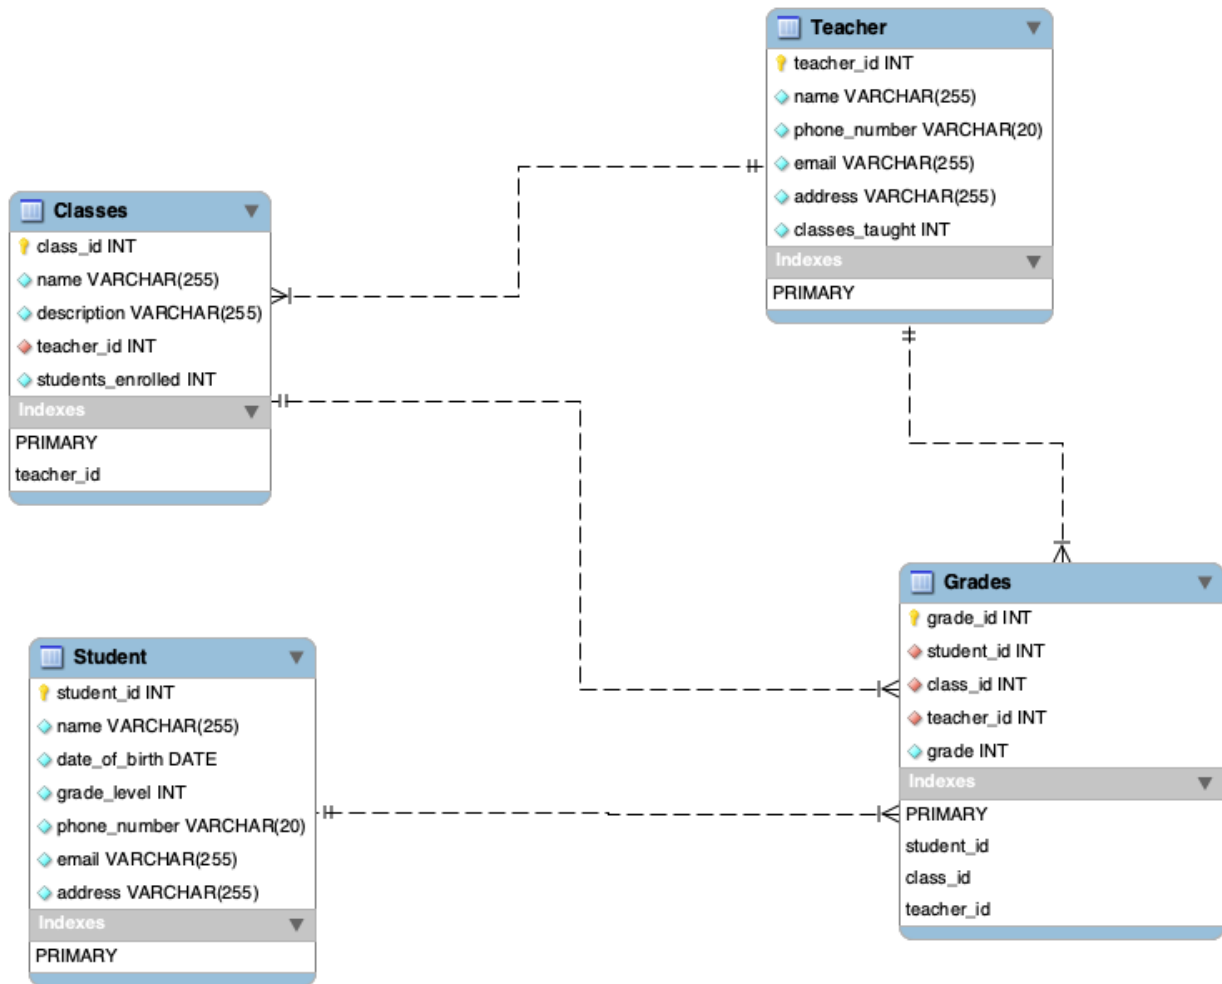 Teacher
teacher_id INT
name VARCHAR(255)
phone_number VARCHAR(20)
email VARCHAR(255)
address VARCHAR(255)
classes_taught INT
Indexes
PRIMARY
Classes
class_id INT
name VARCHAR(255)
description VARCHAR(255)
teacher_id INT
students_enrolled INT
Indexes
PRIMARY
teacher_id
Grades
grade_id INT
student_id INT
class_id INT
teacher_id INT
grade INT
Indexes
PRIMARY
student_id
class_id
teacher_id
Student
student_id INT
name VARCHAR(255)
date_of_birth DATE
grade_level INT
phone_number VARCHAR(20)
email VARCHAR(255)
address VARCHAR(255)
Indexes
PRIMARY